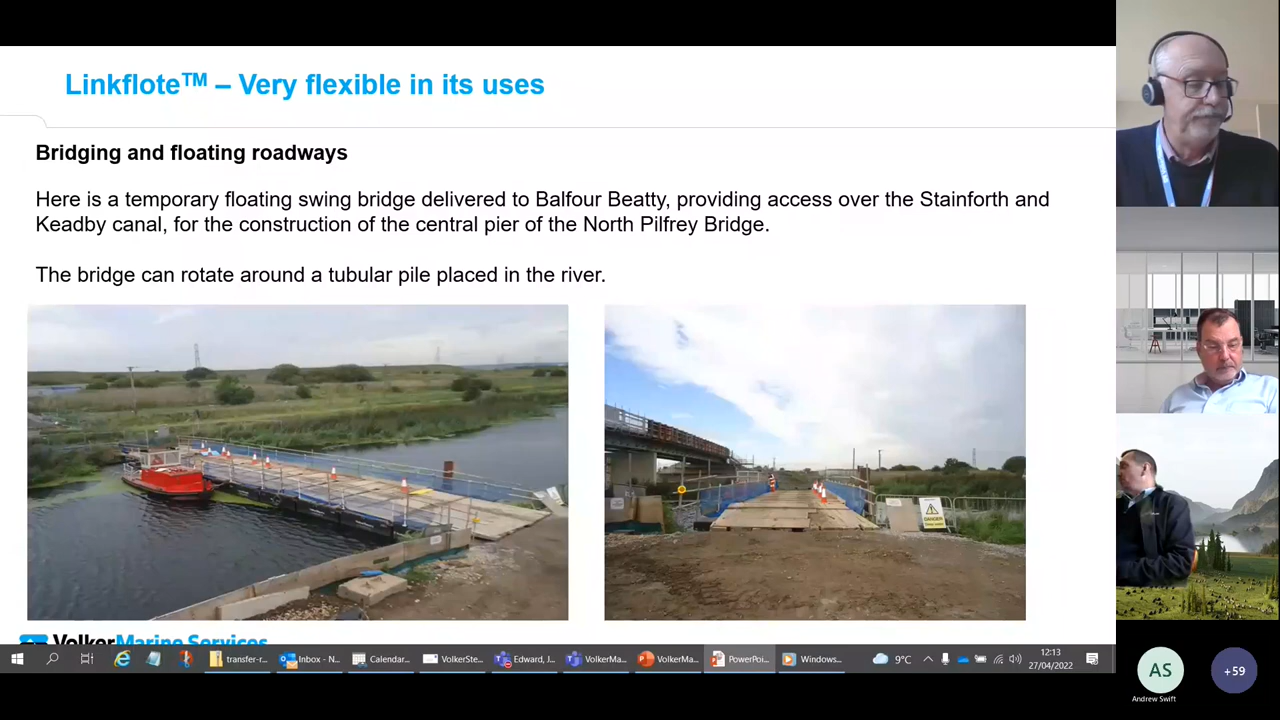 Linkflote™ – Very flexible in its uses
Bridging and floating roadways
Here is a temporary floating swing bridge delivered to Balfour Beatty, providing access over the Stainforth and
Keadby canal, for the construction of the central pier of the North Pilfrey Bridge.
The bridge can rotate around a tubular pile placed in the river.
DANGER
VolkerMarine Services
transfer-r...
Inbox - N...
Calendar...
VolkerSte...
Edward, J...
VolkerMa...
VolkerMa...
PowerPoi...
Windows...
9°C
12:13
27/04/2022
AS
Andrew Swift
+59